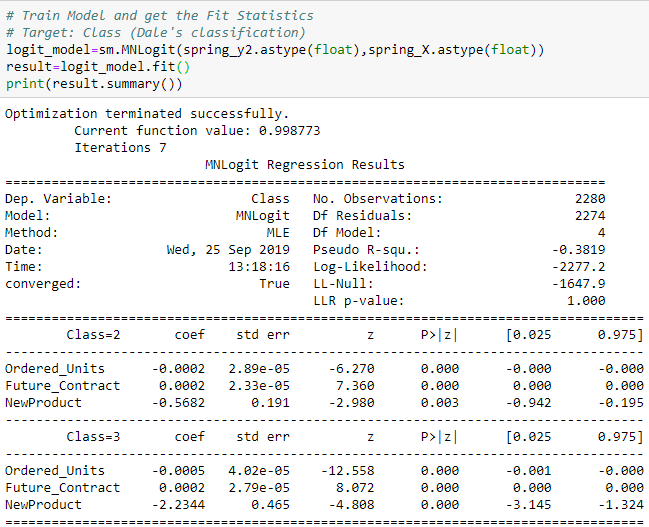 # Train Model and get the Fit Statistics
# Target: Class (Dale's classification)
logit_model=sm.MNLogit(spring_y2.astype(float),spring_X.astype(float))
result=logit_model.fit()
print(result.summary())
Optimization terminated successfully.
         Current function value: 0.998773
         Iterations 7
                          MNLogit Regression Results
==============================================================================
Dep. Variable:                  Class   No. Observations:                 2280
Model:                        MNLogit   Df Residuals:                     2274
Method:                           MLE   Df Model:                            4
Date:                Wed, 25 Sep 2019   Pseudo R-squ.:                 -0.3819
Time:                        13:18:16   Log-Likelihood:                -2277.2
converged:                       True   LL-Null:                       -1647.9
                                        LLR p-value:                     1.000
===================================================================================
        Class=2       coef    std err          z      P>|z|      [0.025      0.975]
-----------------------------------------------------------------------------------
Ordered_Units      -0.0002   2.89e-05     -6.270      0.000      -0.000      -0.000
Future_Contract     0.0002   2.33e-05      7.360      0.000       0.000       0.000
NewProduct         -0.5682      0.191     -2.980      0.003      -0.942      -0.195
-----------------------------------------------------------------------------------
        Class=3       coef    std err          z      P>|z|      [0.025      0.975]
-----------------------------------------------------------------------------------
Ordered_Units      -0.0005   4.02e-05    -12.558      0.000      -0.001      -0.000
Future_Contract     0.0002   2.79e-05      8.072      0.000       0.000       0.000
NewProduct         -2.2344      0.465     -4.808      0.000      -3.145      -1.324
===================================================================================